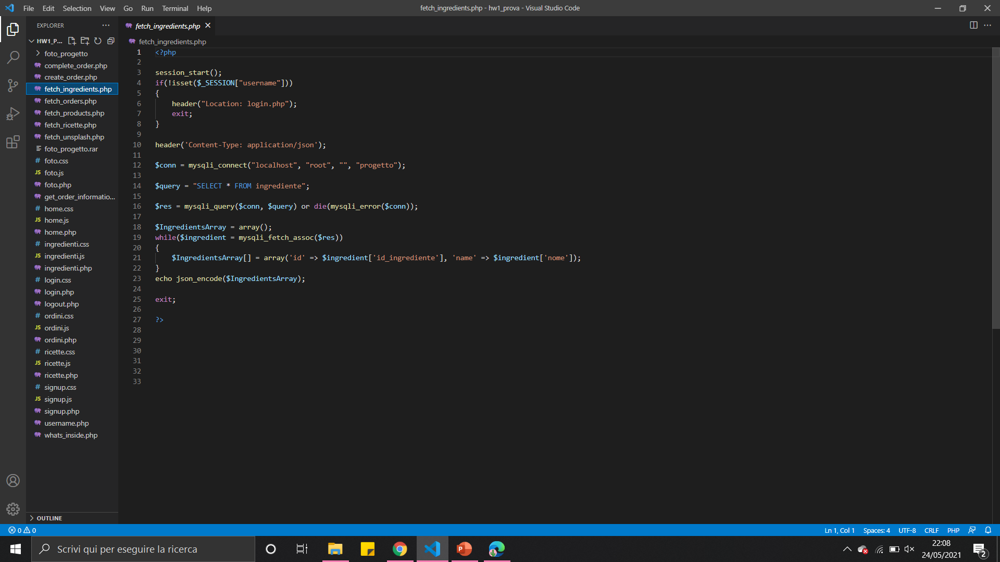 File Edit Selection View Go Run Terminal Help
fetch_ingredients.php - hw1_prova - Visual Studio Code
EXPLORER
HW1_P...
foto_progetto
complete_order.php
create_order.php
fetch_ingredients.php
fetch_orders.php
fetch_products.php
fetch_ricette.php
fetch_unsplash.php
foto_progetto.rar
# foto.css
JS foto.js
foto.php
get_order_informatio...
# home.css
JS home.js
home.php
# ingredienti.css
JS ingredienti.js
ingredienti.php
# login.css
login.php
logout.php
# ordini.css
JS ordini.js
ordini.php
# ricette.css
JS ricette.js
ricette.php
# signup.css
JS signup.js
signup.php
username.php
whats_inside.php
OUTLINE
fetch_ingredients.php
fetch_ingredients.php
1 <?php
2
3 session_start();
4 if(!isset($_SESSION["username"]))
5 {
6 header("Location: login.php");
7 exit;
8 }
9
10 header('Content-Type: application/json');
11
12 $conn = mysqli_connect("localhost", "root", "", "progetto");
13
14 $query = "SELECT * FROM ingrediente";
15
16 $res = mysqli_query($conn, $query) or die(mysqli_error($conn));
17
18 $IngredientsArray = array();
19 while($ingredient = mysqli_fetch_assoc($res))
20 {
21 $IngredientsArray[] = array('id' => $ingredient['id_ingrediente'], 'name' => $ingredient['nome']);
22 }
23 echo json_encode($IngredientsArray);
24
25 exit;
26
27 ?>
28
29
30
31
32
33
0 0
Ln 1, Col 1 Spaces: 4 UTF-8 CRLF PHP
Scrivi qui per eseguire la ricerca
P
22:08
24/05/2021
2